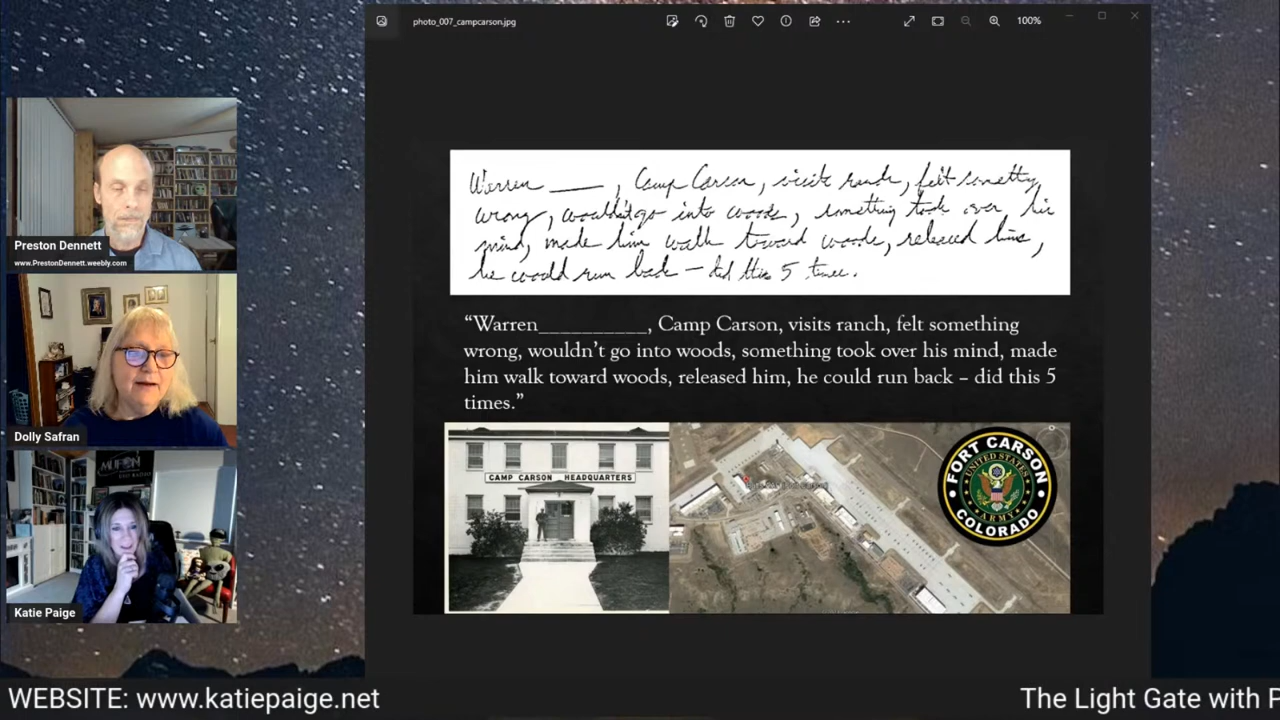 photo_007_campcarson.jpg
100%
Warren ____, Camp Carson, visits ranch, felt something
wrong, wouldn't go into woods, something took over his
mind, made him walk toward woods, released him,
he could run back — did this 5 times.
“Warren__________, Camp Carson, visits ranch, felt something
wrong, wouldn’t go into woods, something took over his mind, made
him walk toward woods, released him, he could run back – did this 5
times.”
CAMP CARSON HEADQUARTERS
FORT CARSON
UNITED STATES
ARMY
COLORADO
Preston Dennett
www.PrestonDennett.weebly.com
Dolly Safran
MUFON
Katie Paige
WEBSITE: www.katiepaige.net
The Light Gate with P